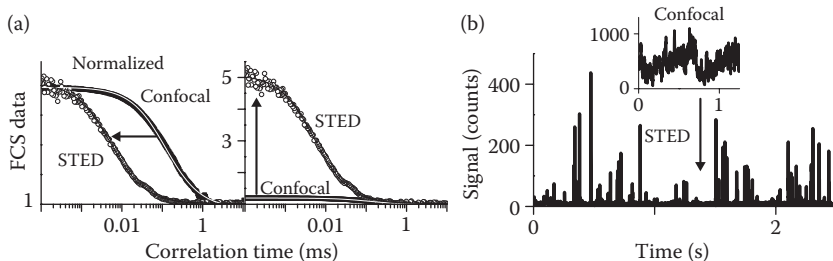 (a)
Normalized
Confocal
STED
FCS data
1
0.01
1
5
3
STED
Confocal
0.01
1
Correlation time (ms)
(b)
Confocal
1000
0
0
1
400
200
0
STED
Signal (counts)
0
2
Time (s)